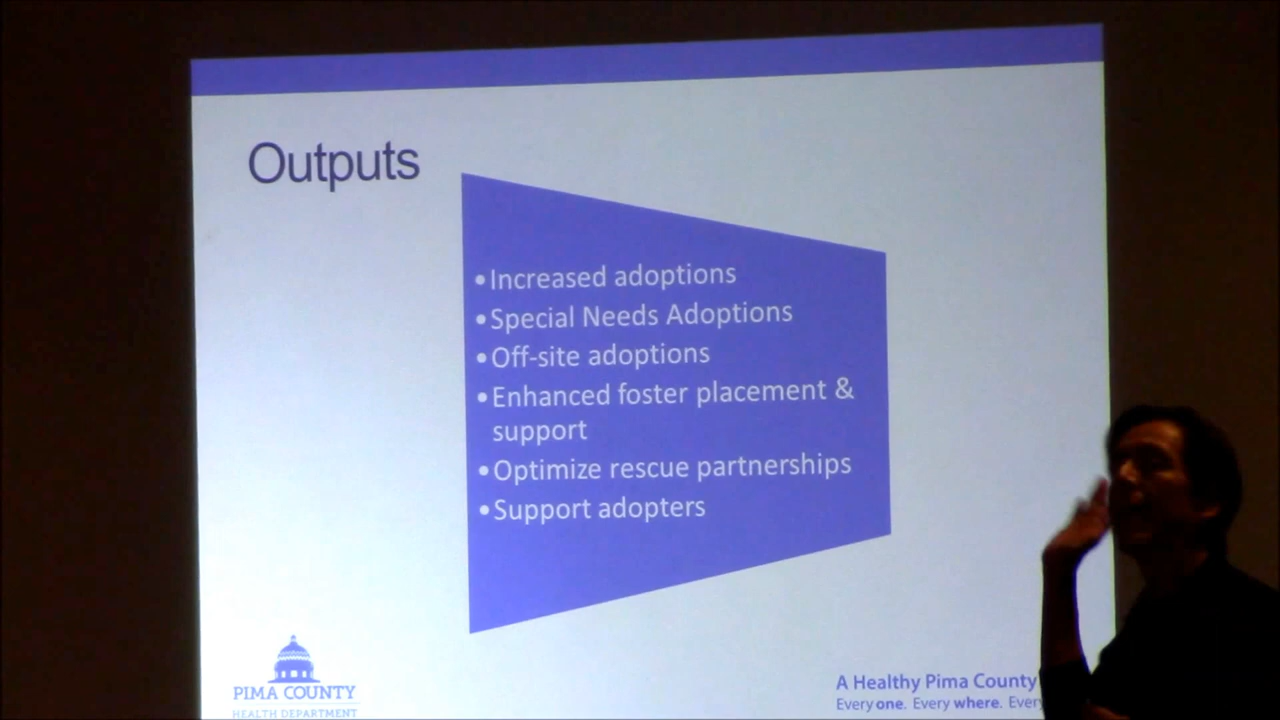 Outputs
•Increased adoptions
•Special Needs Adoptions
•Off-site adoptions
•Enhanced foster placement &
support
•Optimize rescue partnerships
•Support adopters
PIMA COUNTY
HEALTH DEPARTMENT
A Healthy Pima County
Every one. Every where. Every